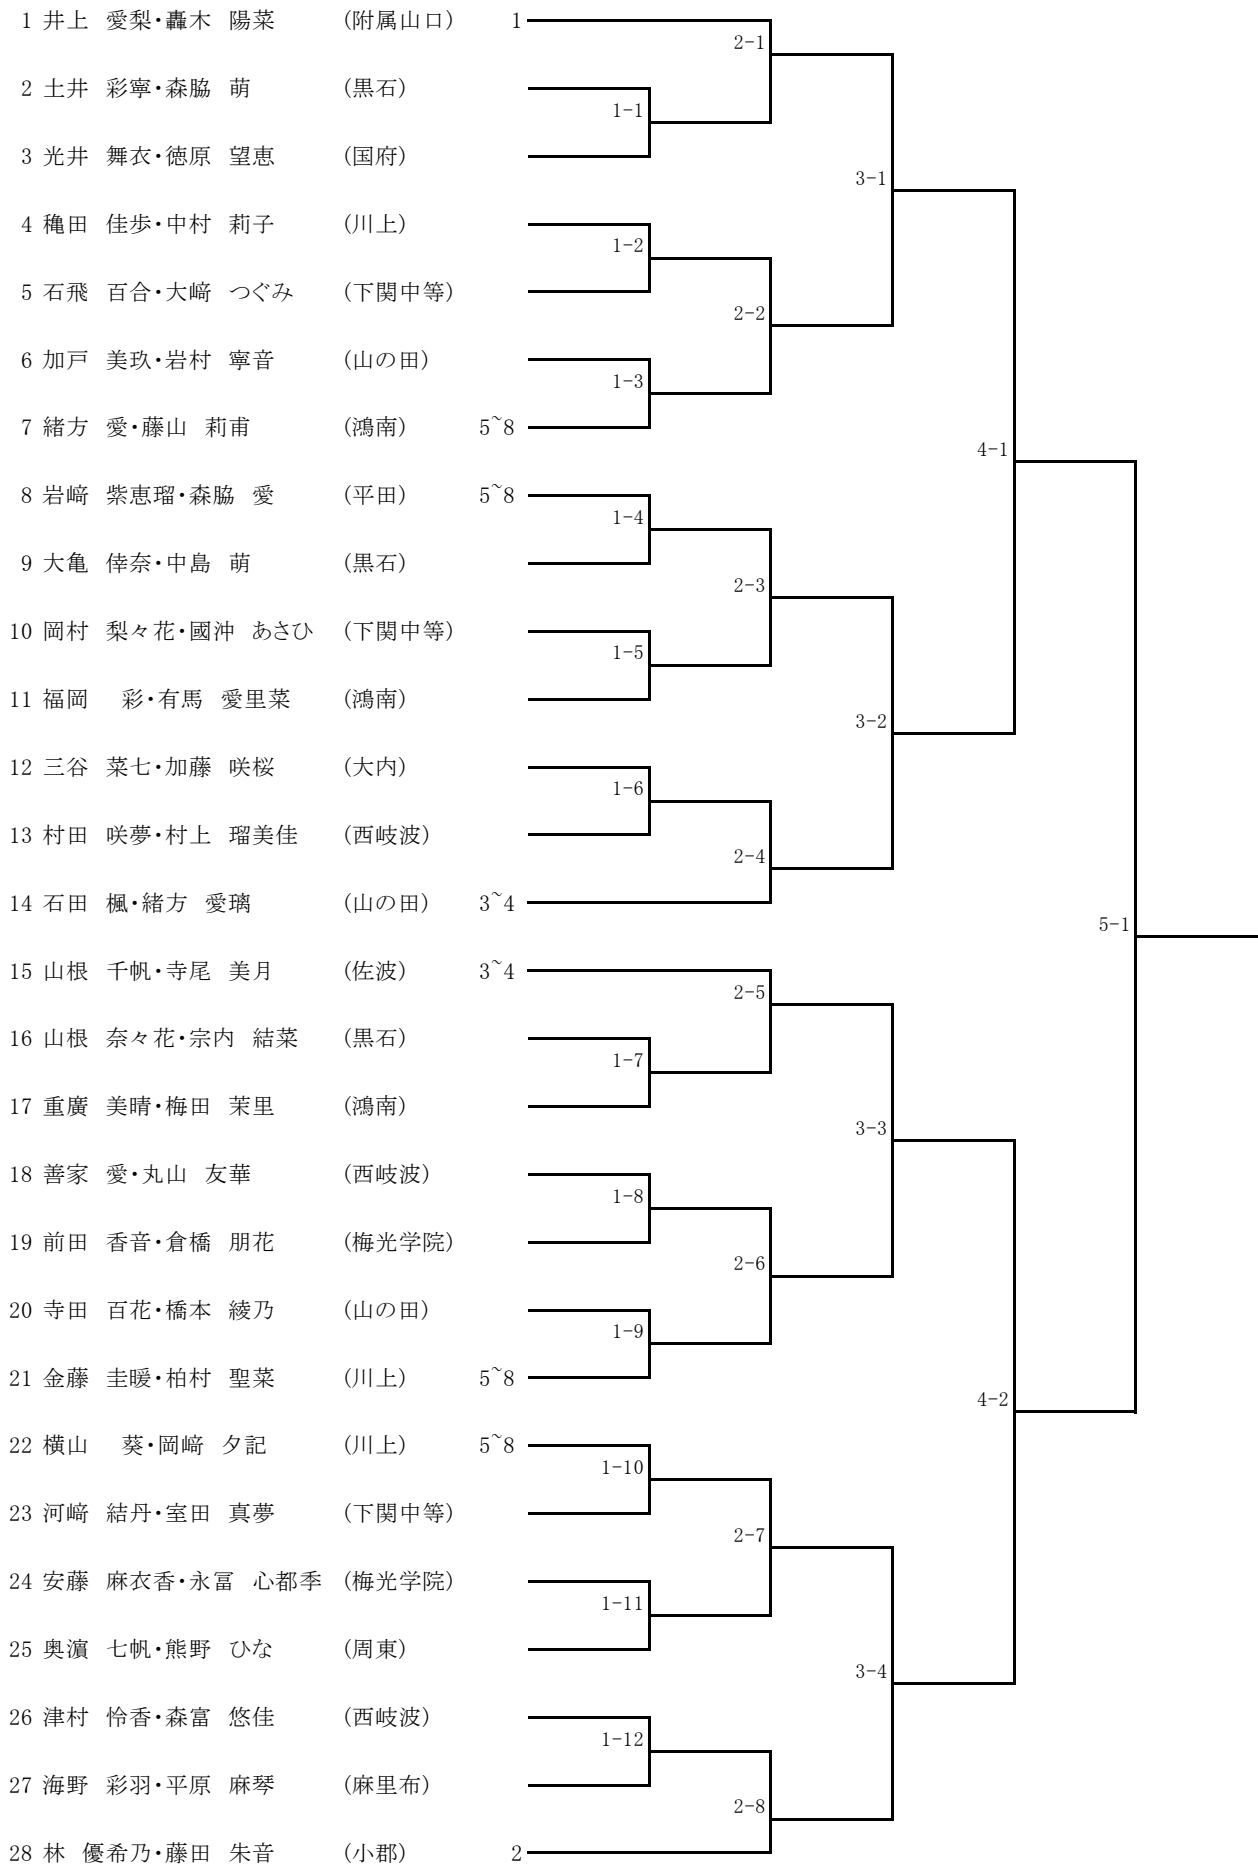 1 井上 愛梨・轟木 陽菜 (附属山口) 1
2-1
2 土井 彩寧・森脇 萌 (黒石)
1-1
3 光井 舞衣・徳原 望恵 (国府)
3-1
4 穐田 佳歩・中村 莉子 (川上)
1-2
5 石飛 百合・大﨑 つぐみ (下関中等)
2-2
6 加戸 美玖・岩村 寧音 (山の田)
1-3
7 緒方 愛・藤山 莉甫 (鴻南) 5~8
4-1
8 岩﨑 紫恵瑠・森脇 愛 (平田) 5~8
1-4
9 大亀 倖奈・中島 萌 (黒石)
2-3
10 岡村 梨々花・國沖 あさひ (下関中等)
1-5
11 福岡 彩・有馬 愛里菜 (鴻南)
3-2
12 三谷 菜七・加藤 咲桜 (大内)
1-6
13 村田 咲夢・村上 瑠美佳 (西岐波)
2-4
14 石田 楓・緒方 愛璃 (山の田) 3~4
5-1
15 山根 千帆・寺尾 美月 (佐波) 3~4
2-5
16 山根 奈々花・宗内 結菜 (黒石)
1-7
17 重廣 美晴・梅田 茉里 (鴻南)
3-3
18 善家 愛・丸山 友華 (西岐波)
1-8
19 前田 香音・倉橋 朋花 (梅光学院)
2-6
20 寺田 百花・橋本 綾乃 (山の田)
1-9
21 金藤 圭暖・柏村 聖菜 (川上) 5~8
4-2
22 横山 葵・岡﨑 夕記 (川上) 5~8
1-10
23 河﨑 結丹・室田 真夢 (下関中等)
2-7
24 安藤 麻衣香・永冨 心都季 (梅光学院)
1-11
25 奥濵 七帆・熊野 ひな (周東)
3-4
26 津村 怜香・森富 悠佳 (西岐波)
1-12
27 海野 彩羽・平原 麻琴 (麻里布)
2-8
28 林 優希乃・藤田 朱音 (小郡) 2